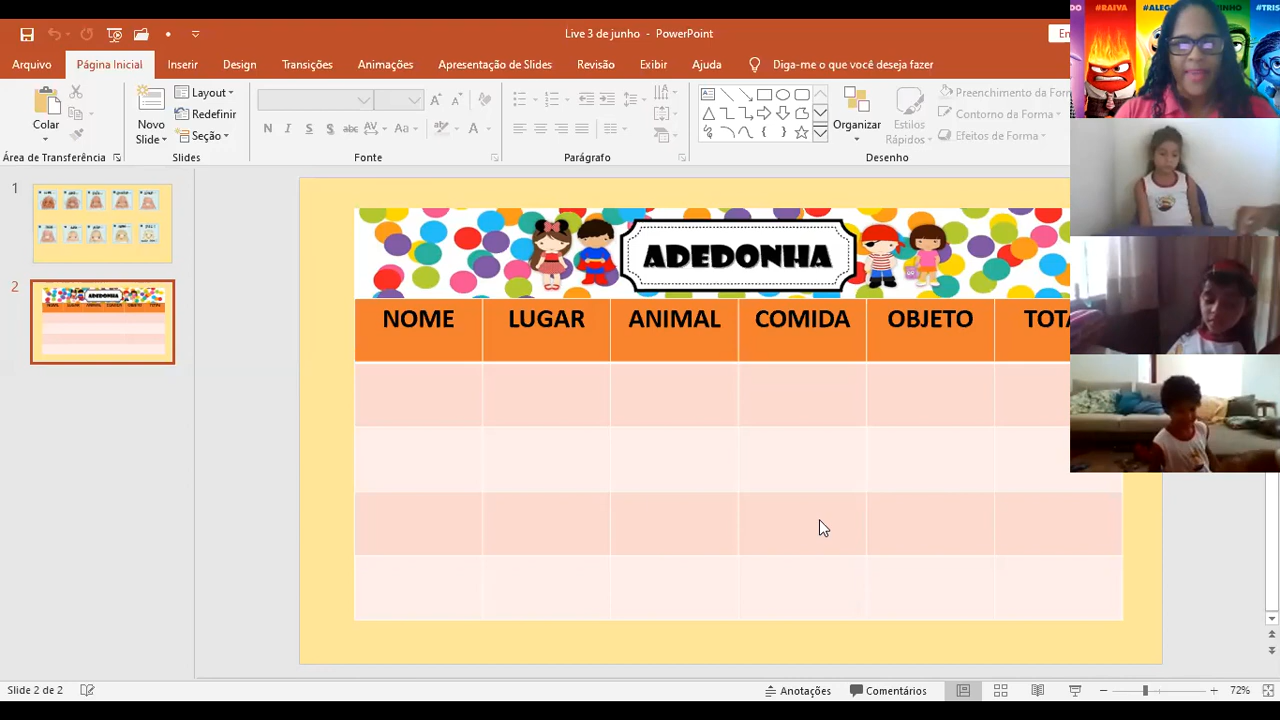 Live 3 de junho - PowerPoint
Arquivo
Página Inicial
Inserir
Design
Transições
Animações
Apresentação de Slides
Revisão
Exibir
Ajuda
Diga-me o que você deseja fazer
Colar
Novo
Slide
Layout
Redefinir
Seção
Organizar
Estilos
Rápidos
Preenchimento da Form
Contorno da Forma
Efeitos de Forma
Área de Transferência
Slides
Fonte
Parágrafo
Desenho
#RAIVA
#ALEG
#TRIS
1
2
ADEDONHA
NOME LUGAR ANIMAL COMIDA OBJETO TOTA
Slide 2 de 2
Anotações
Comentários
72%